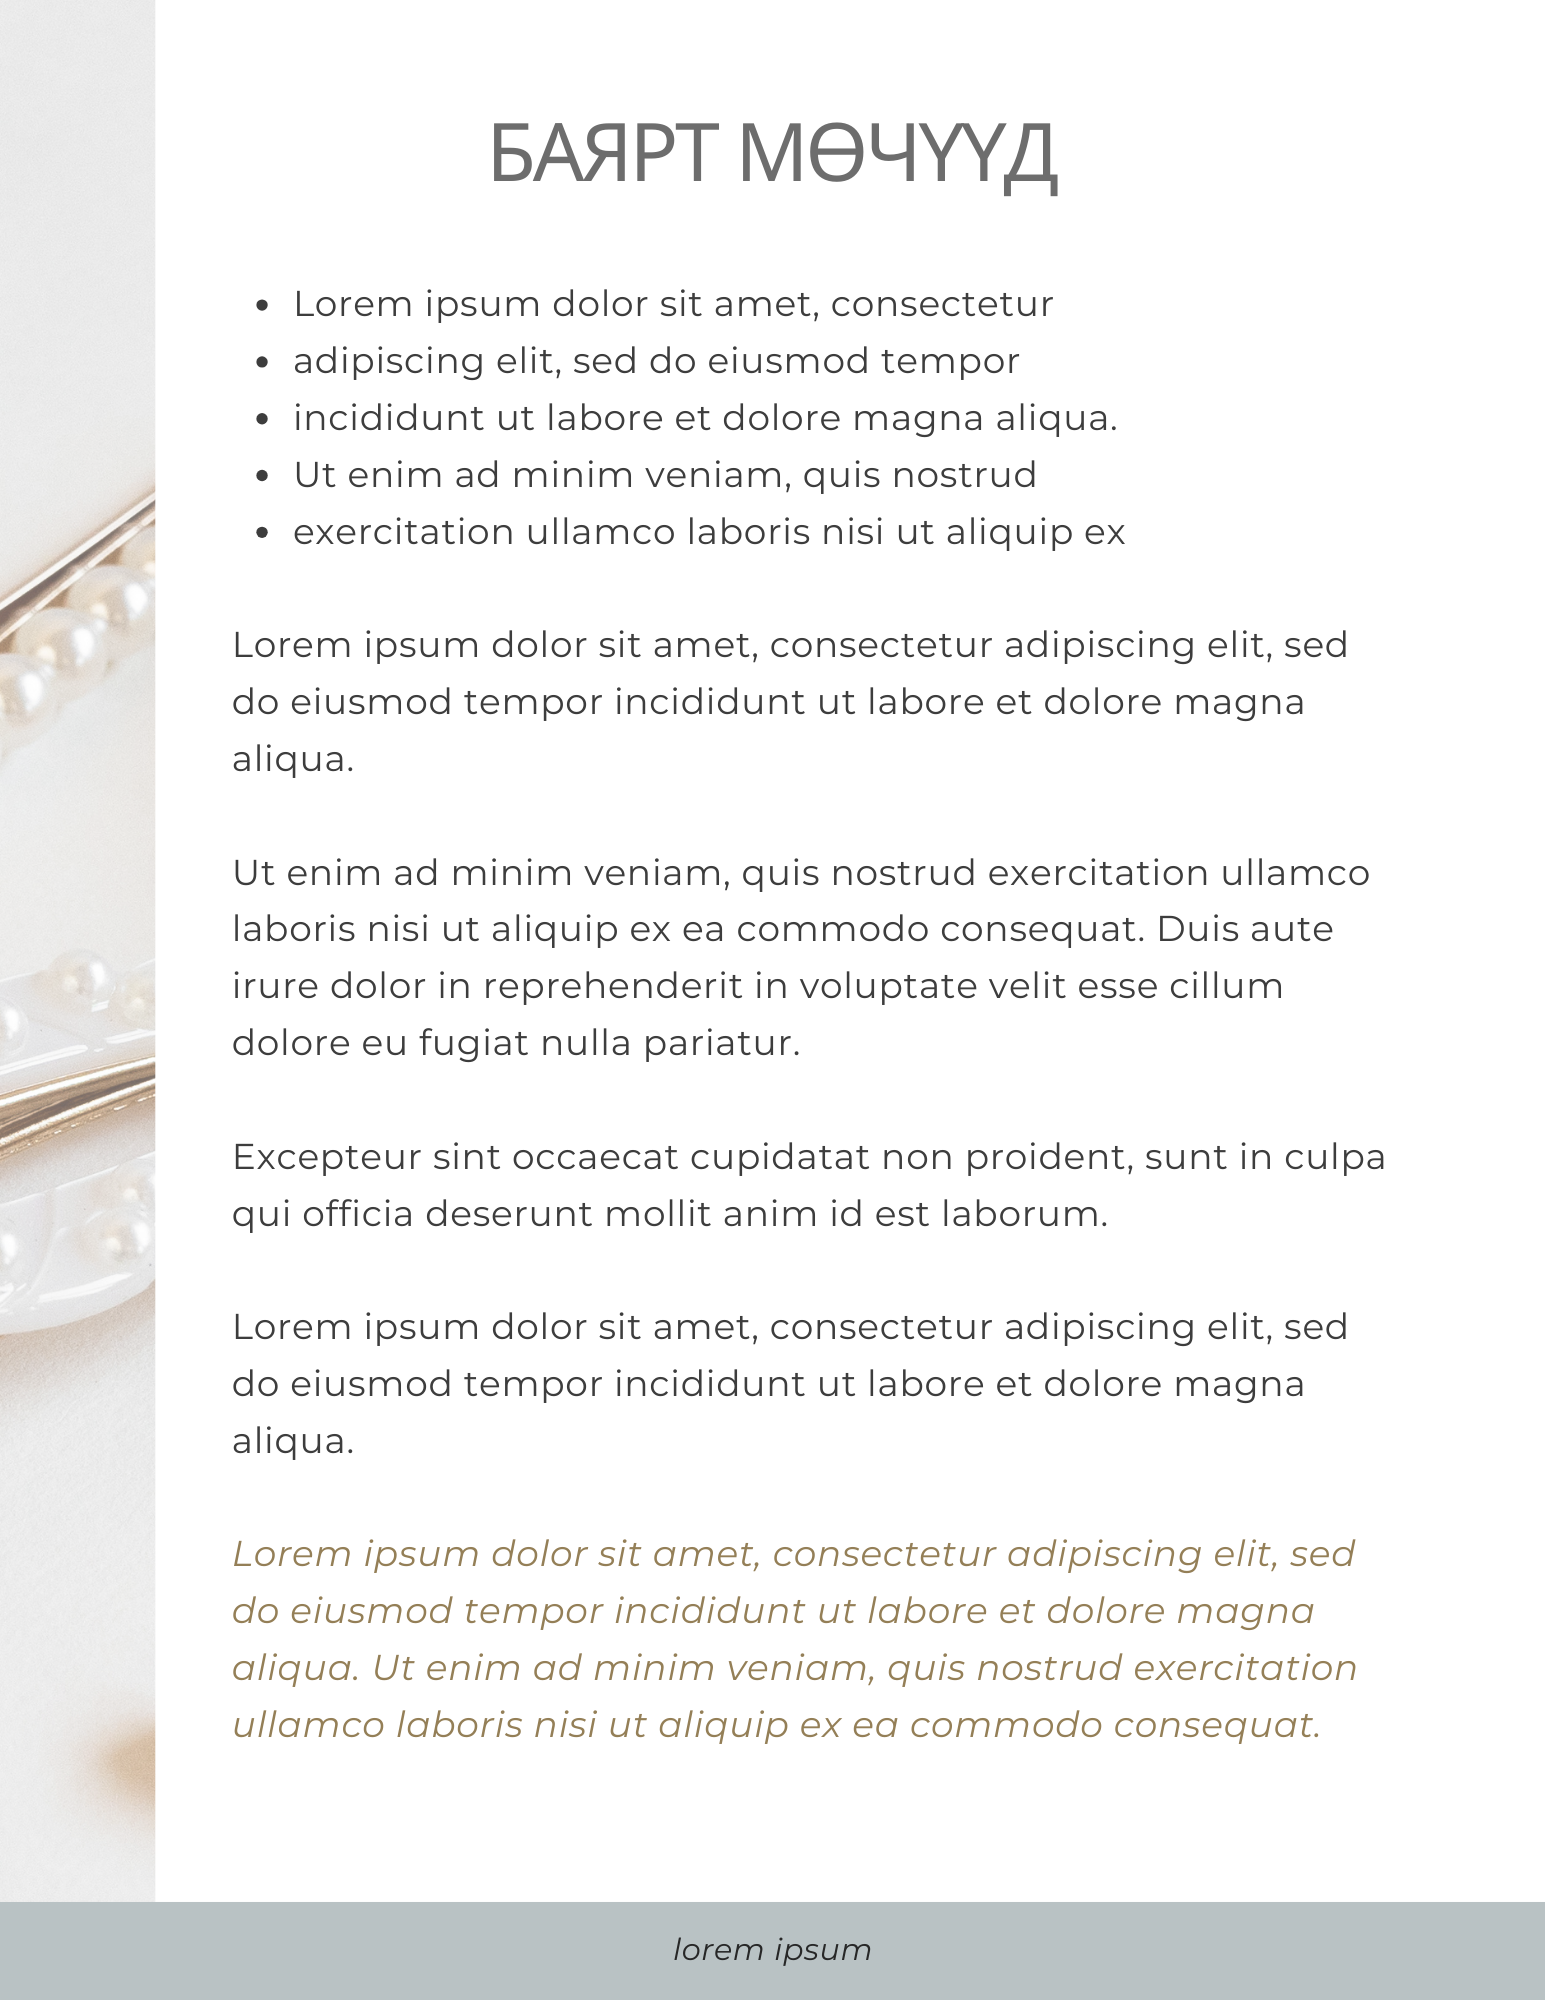 БАЯРТ МӨЧҮҮД
• Lorem ipsum dolor sit amet, consectetur
• adipiscing elit, sed do eiusmod tempor
• incididunt ut labore et dolore magna aliqua.
• Ut enim ad minim veniam, quis nostrud
• exercitation ullamco laboris nisi ut aliquip ex
Lorem ipsum dolor sit amet, consectetur adipiscing elit, sed
do eiusmod tempor incididunt ut labore et dolore magna
aliqua.
Ut enim ad minim veniam, quis nostrud exercitation ullamco
laboris nisi ut aliquip ex ea commodo consequat. Duis aute
irure dolor in reprehenderit in voluptate velit esse cillum
dolore eu fugiat nulla pariatur.
Excepteur sint occaecat cupidatat non proident, sunt in culpa
qui officia deserunt mollit anim id est laborum.
Lorem ipsum dolor sit amet, consectetur adipiscing elit, sed
do eiusmod tempor incididunt ut labore et dolore magna
aliqua.
Lorem ipsum dolor sit amet, consectetur adipiscing elit, sed
do eiusmod tempor incididunt ut labore et dolore magna
aliqua. Ut enim ad minim veniam, quis nostrud exercitation
ullamco laboris nisi ut aliquip ex ea commodo consequat.
lorem ipsum